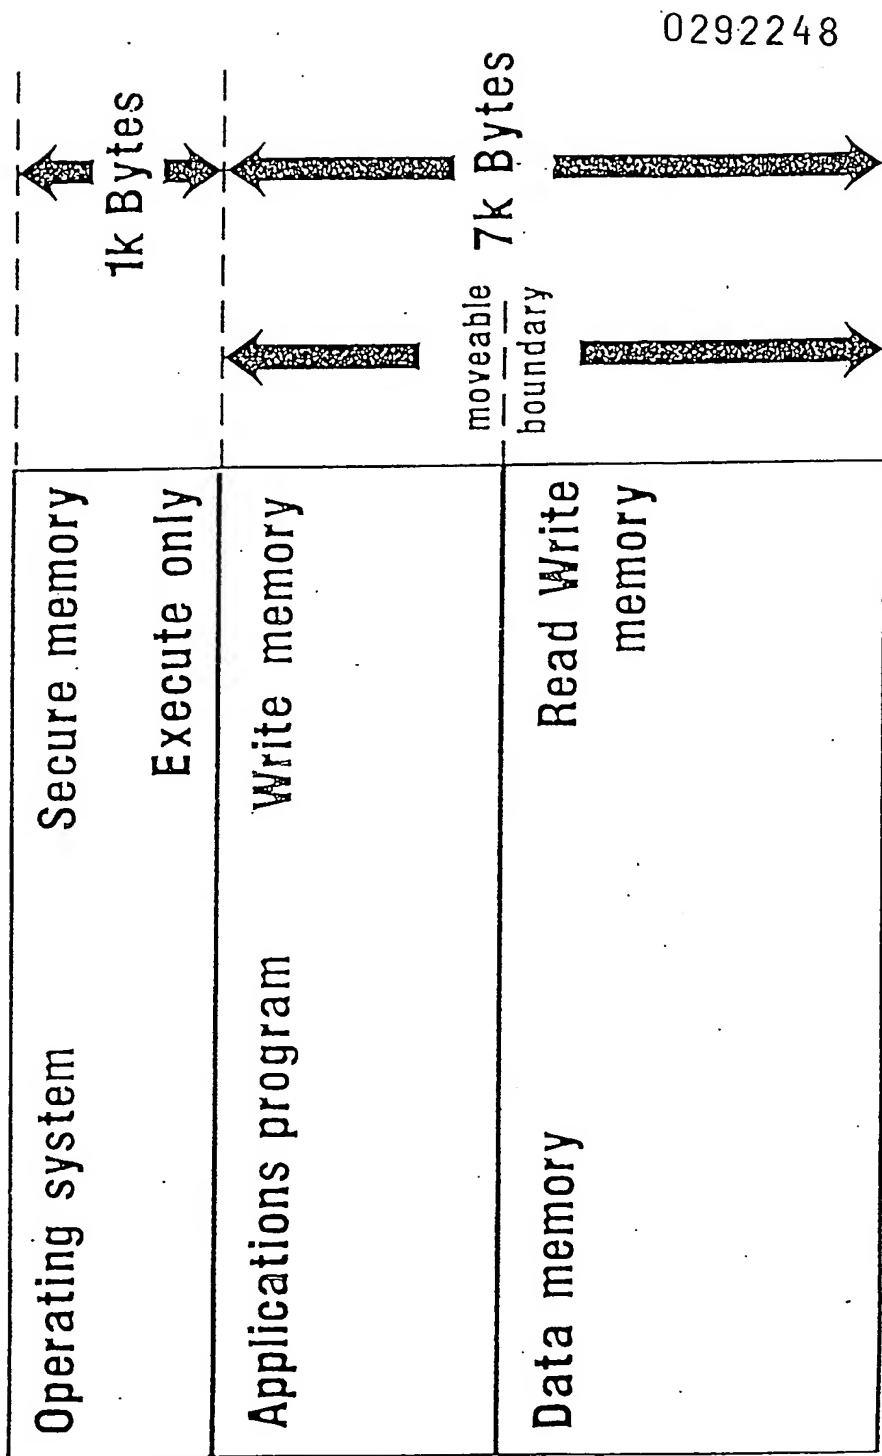 0292248
Operating system
Secure memory
Execute only
1k Bytes
Applications program
Write memory
moveable
boundary
7k Bytes
Data memory
Read Write
memory